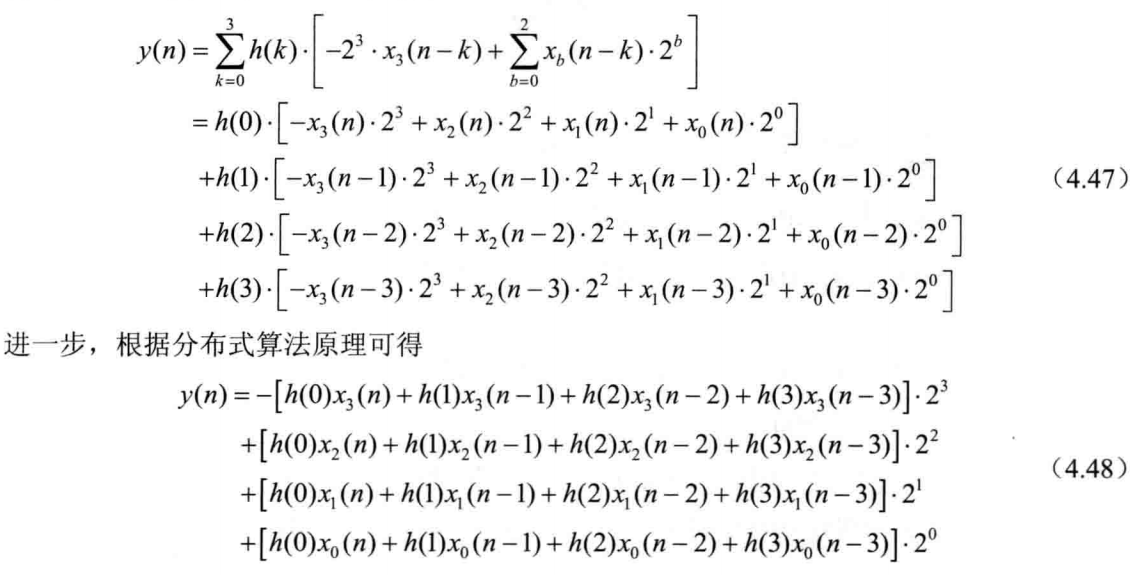 y(n) = \sum_{k=0}^{3} h(k) \cdot \left[ -2^3 \cdot x_3(n-k) + \sum_{b=0}^{2} x_b(n-k) \cdot 2^b \right]
= h(0) \cdot \left[ -x_3(n) \cdot 2^3 + x_2(n) \cdot 2^2 + x_1(n) \cdot 2^1 + x_0(n) \cdot 2^0 \right]
+h(1) \cdot \left[ -x_3(n-1) \cdot 2^3 + x_2(n-1) \cdot 2^2 + x_1(n-1) \cdot 2^1 + x_0(n-1) \cdot 2^0 \right] （4.47）
+h(2) \cdot \left[ -x_3(n-2) \cdot 2^3 + x_2(n-2) \cdot 2^2 + x_1(n-2) \cdot 2^1 + x_0(n-2) \cdot 2^0 \right]
+h(3) \cdot \left[ -x_3(n-3) \cdot 2^3 + x_2(n-3) \cdot 2^2 + x_1(n-3) \cdot 2^1 + x_0(n-3) \cdot 2^0 \right]
进一步，根据分布式算法原理可得
y(n) = -\left[ h(0)x_3(n) + h(1)x_3(n-1) + h(2)x_3(n-2) + h(3)x_3(n-3) \right] \cdot 2^3
+\left[ h(0)x_2(n) + h(1)x_2(n-1) + h(2)x_2(n-2) + h(3)x_2(n-3) \right] \cdot 2^2
（4.48）
+\left[ h(0)x_1(n) + h(1)x_1(n-1) + h(2)x_1(n-2) + h(3)x_1(n-3) \right] \cdot 2^1
+\left[ h(0)x_0(n) + h(1)x_0(n-1) + h(2)x_0(n-2) + h(3)x_0(n-3) \right] \cdot 2^0